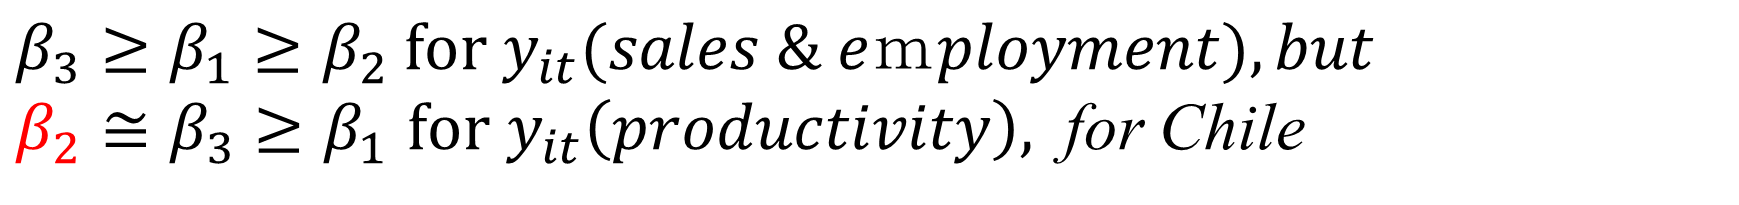 β₃ ≥ β₁ ≥ β₂ for yᵢₜ(sales & employment), but
β₂ ≅ β₃ ≥ β₁ for yᵢₜ(productivity), for Chile